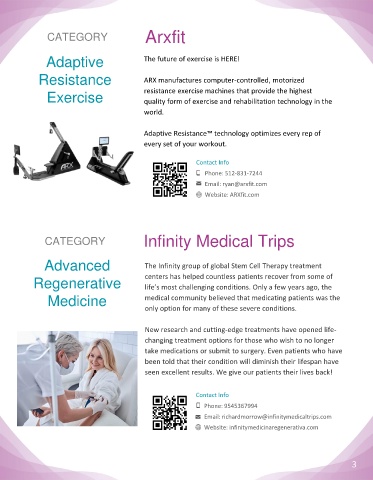 CATEGORY
Arxfit
Adaptive
Resistance
Exercise
The future of exercise is HERE!
ARX manufactures computer-controlled, motorized
resistance exercise machines that provide the highest
quality form of exercise and rehabilitation technology in the
world.
Adaptive Resistance™ technology optimizes every rep of
every set of your workout.
ARX
Contact Info
Phone: 512-831-7244
Email: ryan@arxfit.com
Website: ARXfit.com
CATEGORY
Infinity Medical Trips
Advanced
Regenerative
Medicine
The Infinity group of global Stem Cell Therapy treatment
centers has helped countless patients recover from some of
life's most challenging conditions. Only a few years ago, the
medical community believed that medicating patients was the
only option for many of these severe conditions.
New research and cutting-edge treatments have opened life-
changing treatment options for those who wish to no longer
take medications or submit to surgery. Even patients who have
been told that their condition will diminish their lifespan have
seen excellent results. We give our patients their lives back!
Contact Info
Phone: 9545367994
Email: richardmorrow@infinitymedicaltrips.com
Website: infinitymedicinaregenerativa.com
3